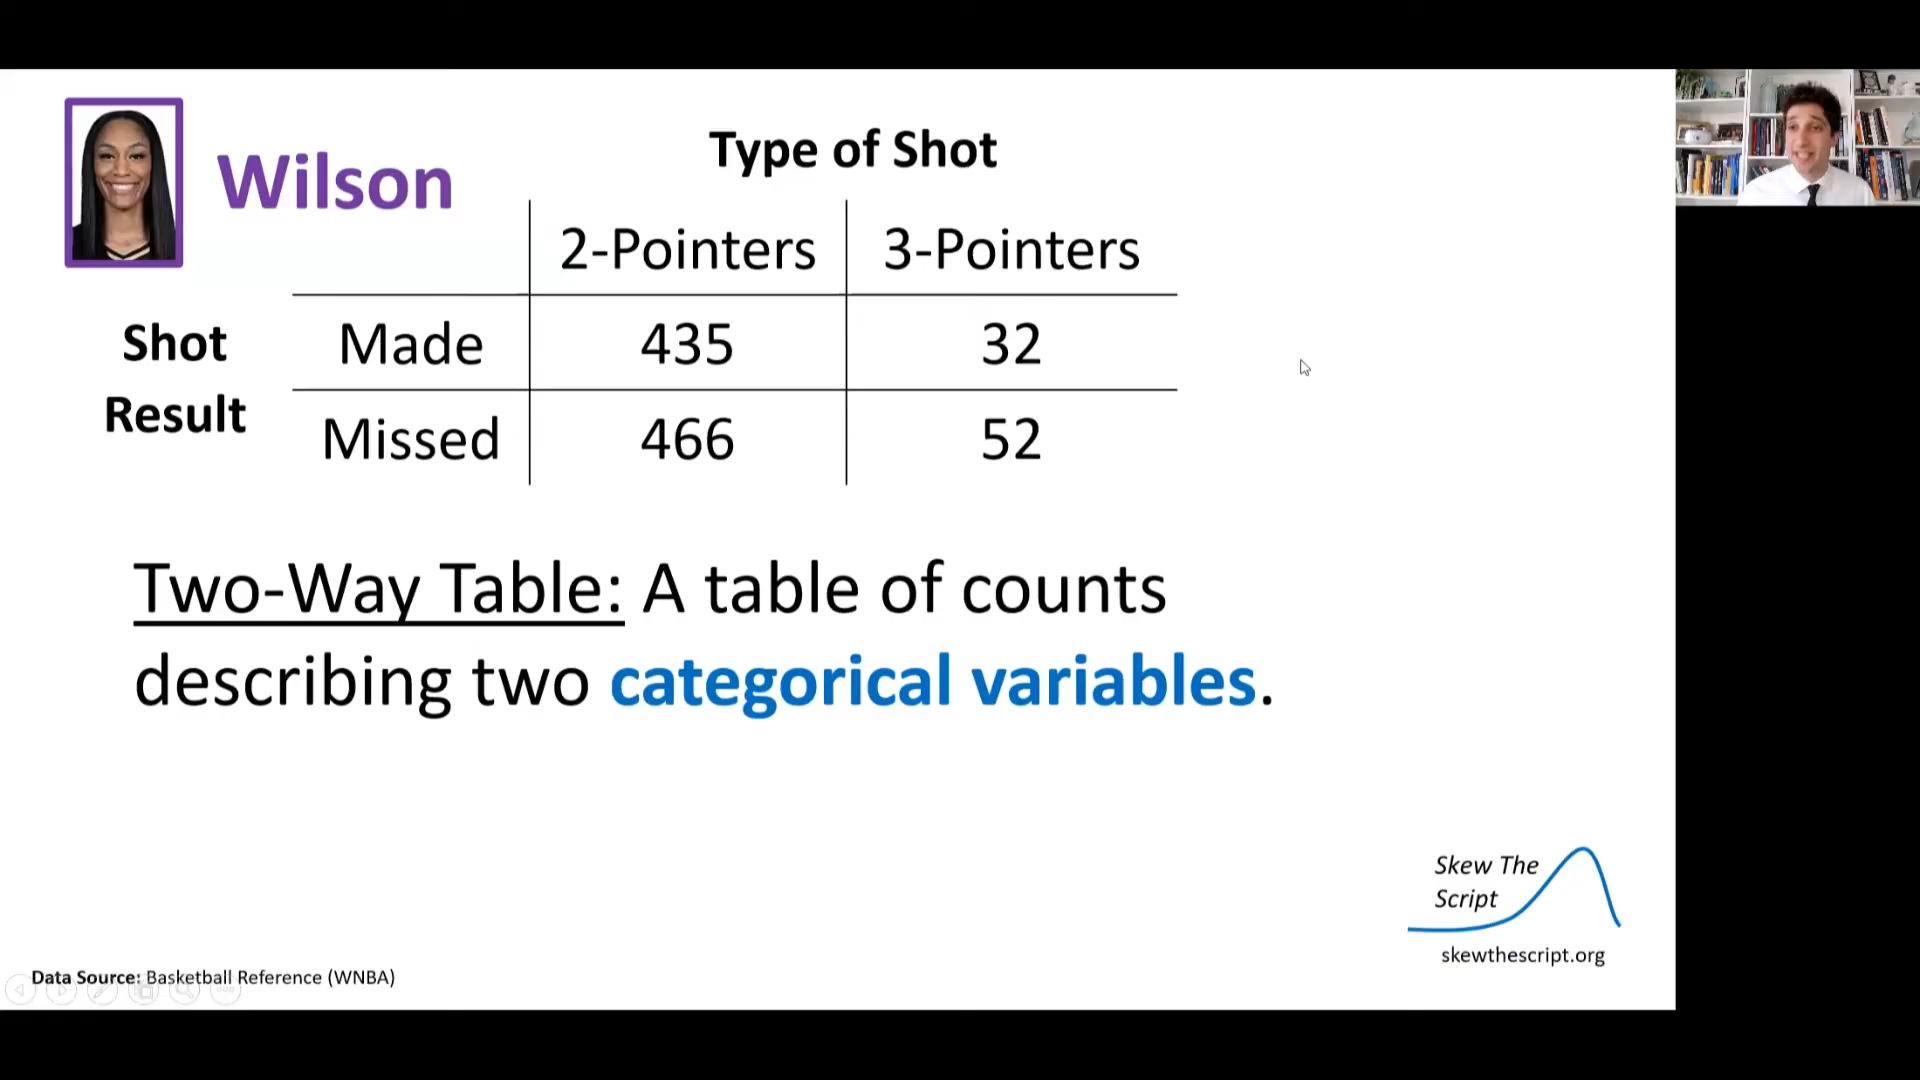 Wilson
Type of Shot
2-Pointers 3-Pointers
Shot Result
Made 435 32
Missed 466 52
Two-Way Table: A table of counts
describing two categorical variables.
Skew The
Script
skewthescript.org
Data Source: Basketball Reference (WNBA)